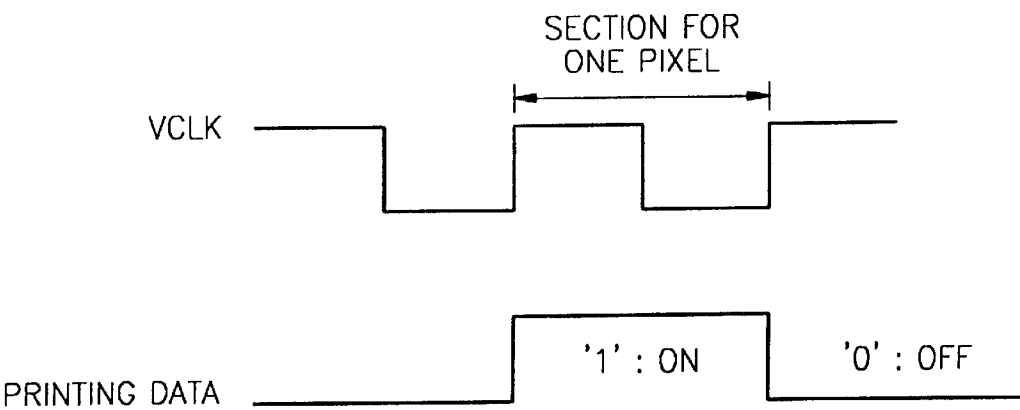 SECTION FOR
ONE PIXEL
VCLK
'1' : ON
'0' : OFF
PRINTING DATA